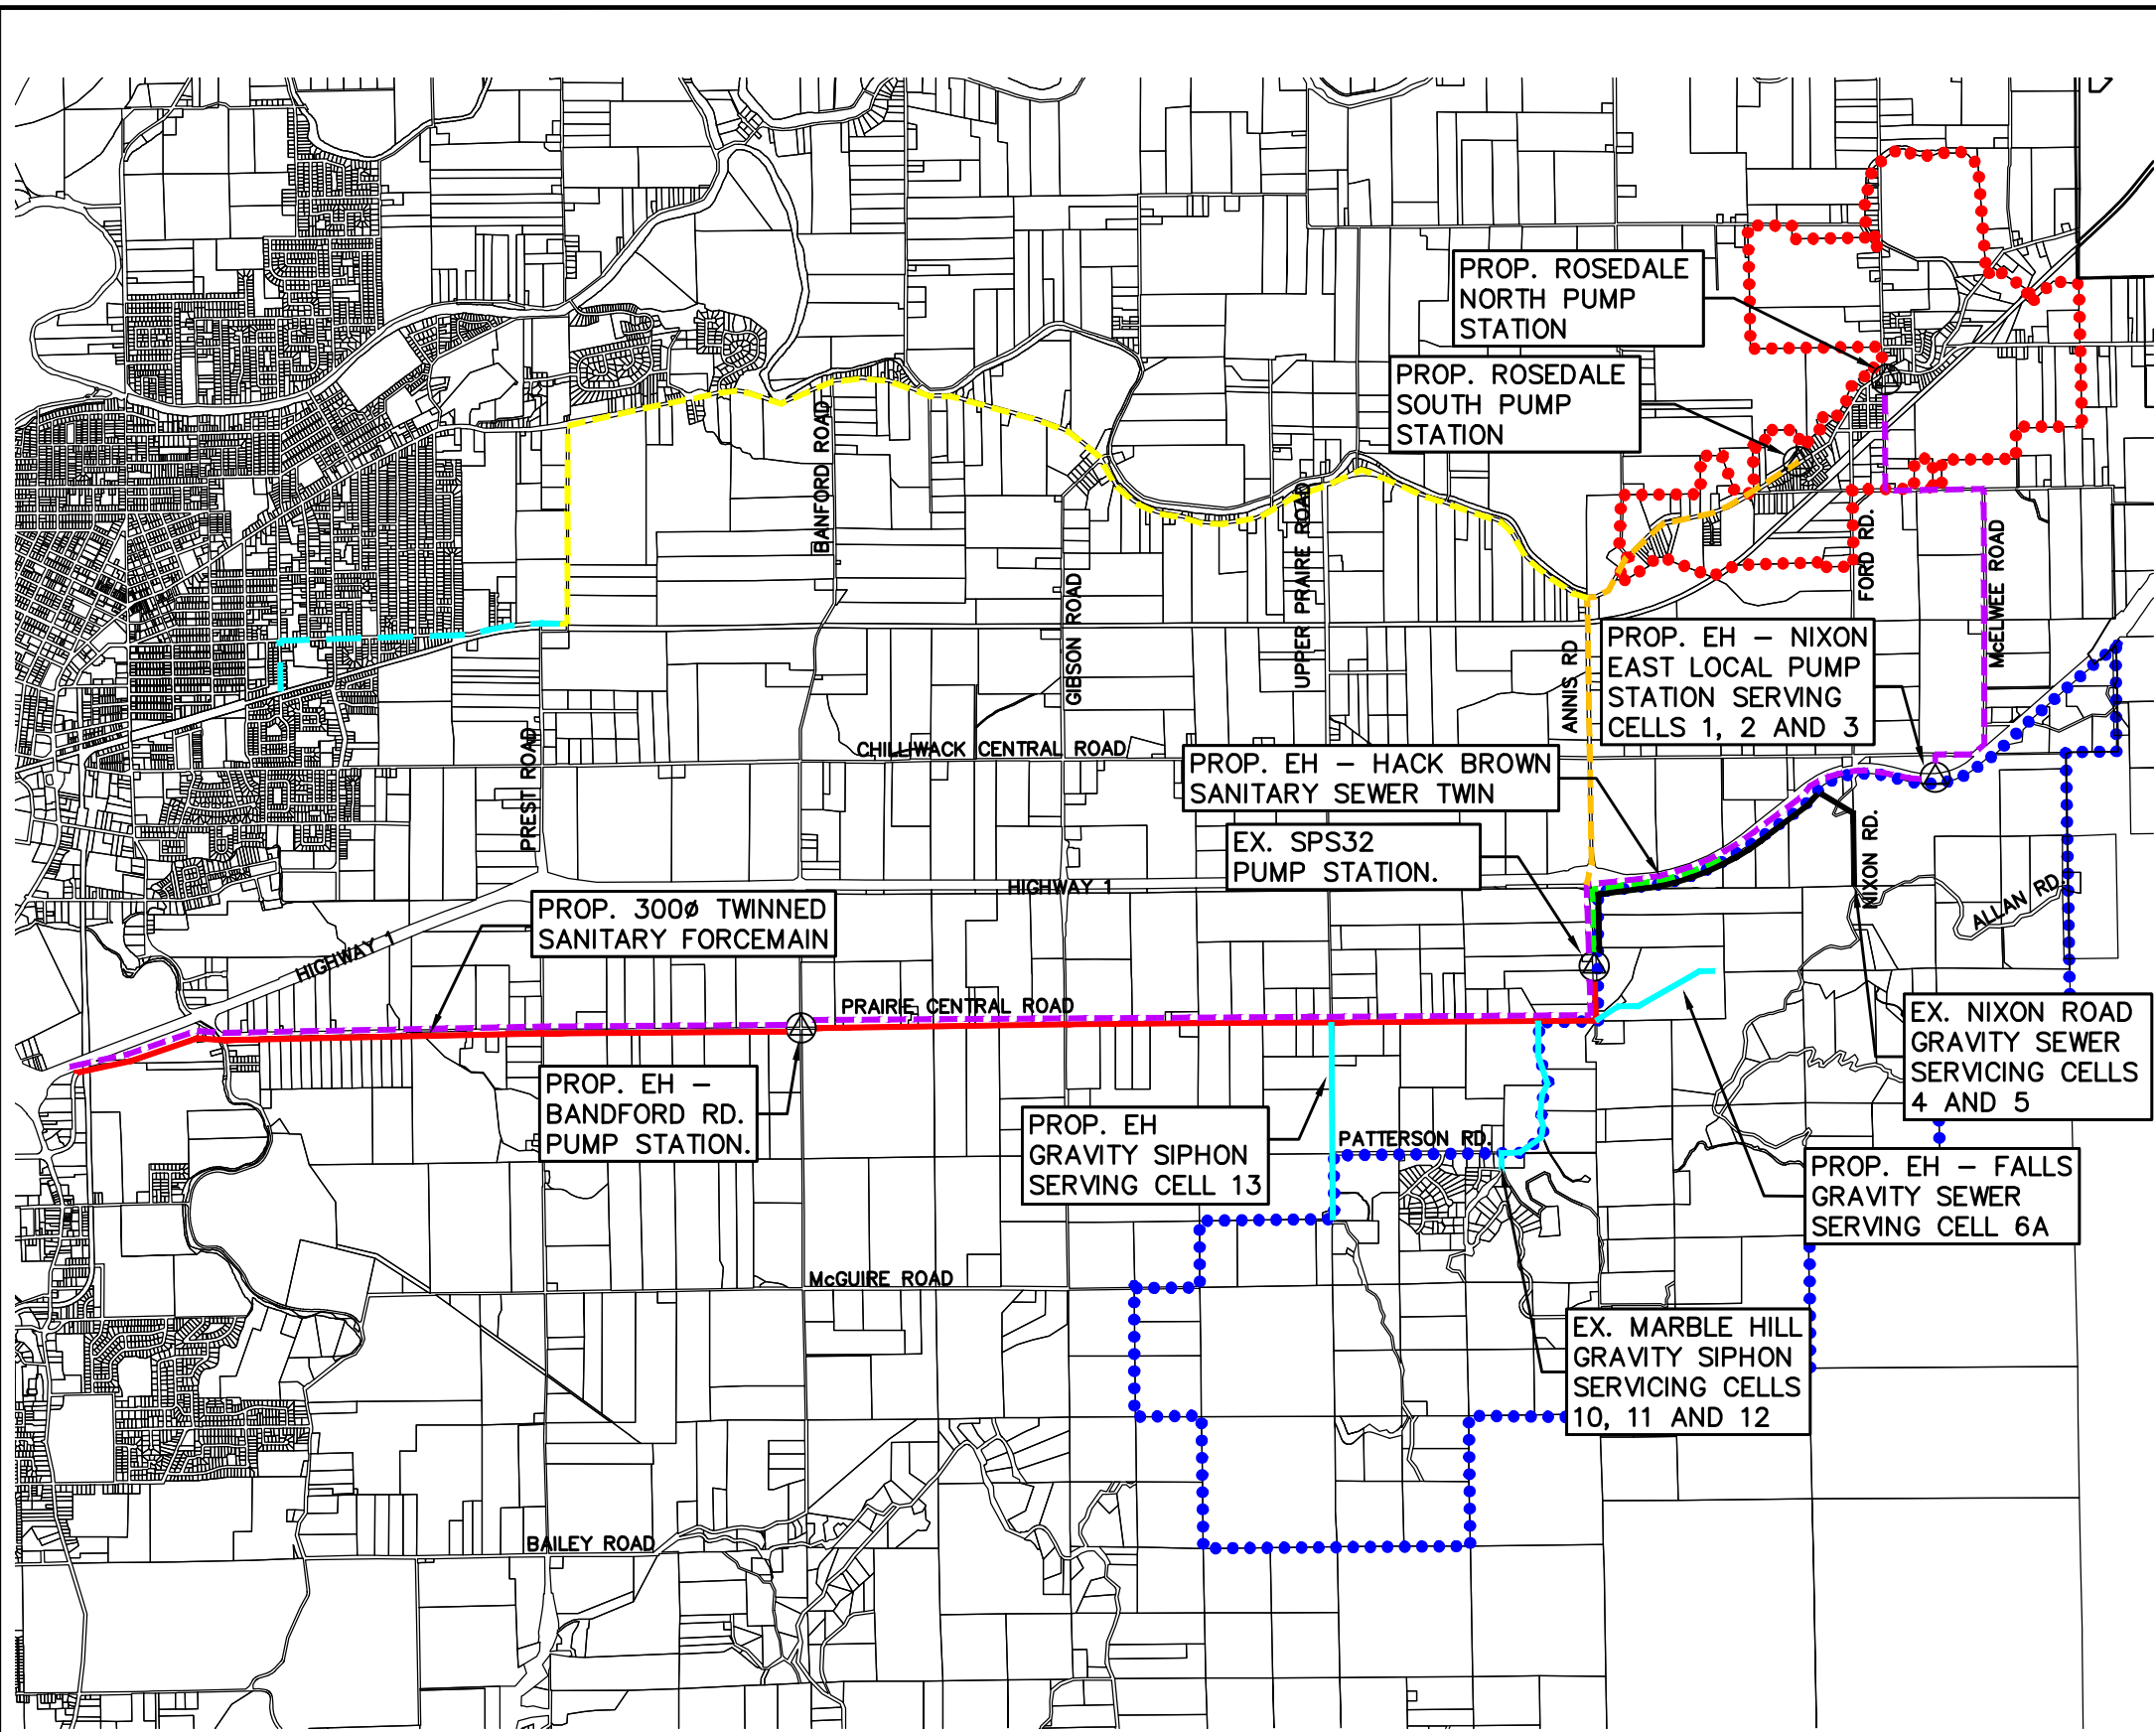 PROP. ROSEDALE
NORTH PUMP
STATION
PROP. ROSEDALE
SOUTH PUMP
STATION
BANFORD ROAD
UPPER PRAIRE ROAD
GIBSON ROAD
FORD RD.
McELWEE ROAD
ANNIS RD
PROP. EH – NIXON
EAST LOCAL PUMP
STATION SERVING
CELLS 1, 2 AND 3
PREST ROAD
CHILLIWACK CENTRAL ROAD
PROP. EH – HACK BROWN
SANITARY SEWER TWIN
EX. SPS32
PUMP STATION.
NIXON RD.
ALLAN RD.
HIGHWAY 1
PROP. 300ø TWINNED
SANITARY FORCEMAIN
HIGHWAY 1
PRAIRIE CENTRAL ROAD
EX. NIXON ROAD
GRAVITY SEWER
SERVICING CELLS
4 AND 5
PROP. EH –
BANDFORD RD.
PUMP STATION.
PROP. EH
GRAVITY SIPHON
SERVING CELL 13
PATTERSON RD.
PROP. EH – FALLS
GRAVITY SEWER
SERVING CELL 6A
McGUIRE ROAD
EX. MARBLE HILL
GRAVITY SIPHON
SERVICING CELLS
10, 11 AND 12
BAILEY ROAD